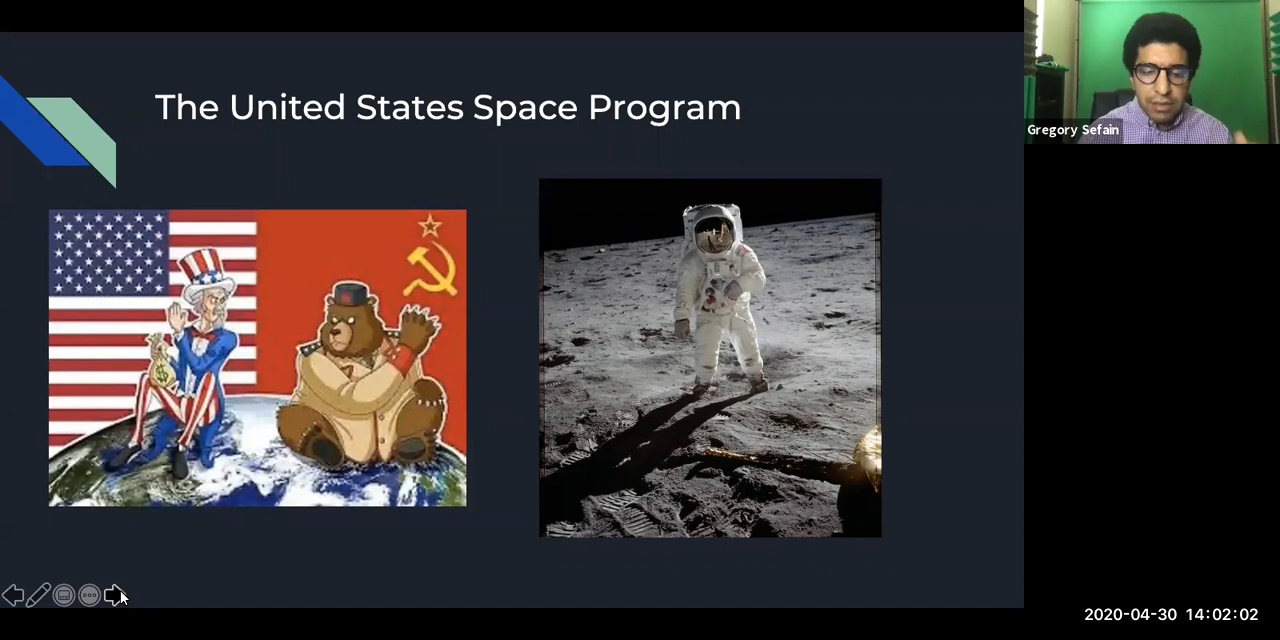 The United States Space Program
Gregory Sefain
$
2020-04-30 14:02:02